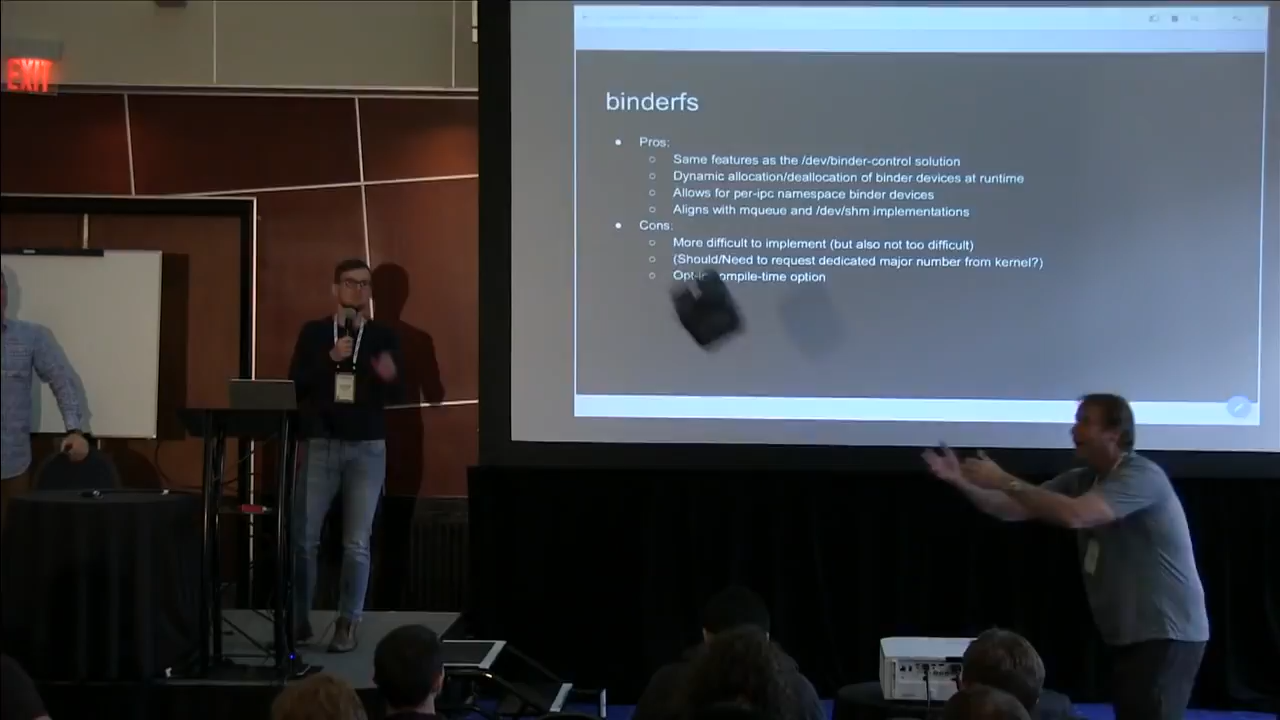 EXIT
binderfs
Pros:
Same features as the /dev/binder-control solution
Dynamic allocation/deallocation of binder devices at runtime
Allows for per-ipc namespace binder devices
Aligns with mqueue and /dev/shm implementations
Cons:
More difficult to implement (but also not too difficult)
(Should/Need to request dedicated major number from kernel?)
compile-time option